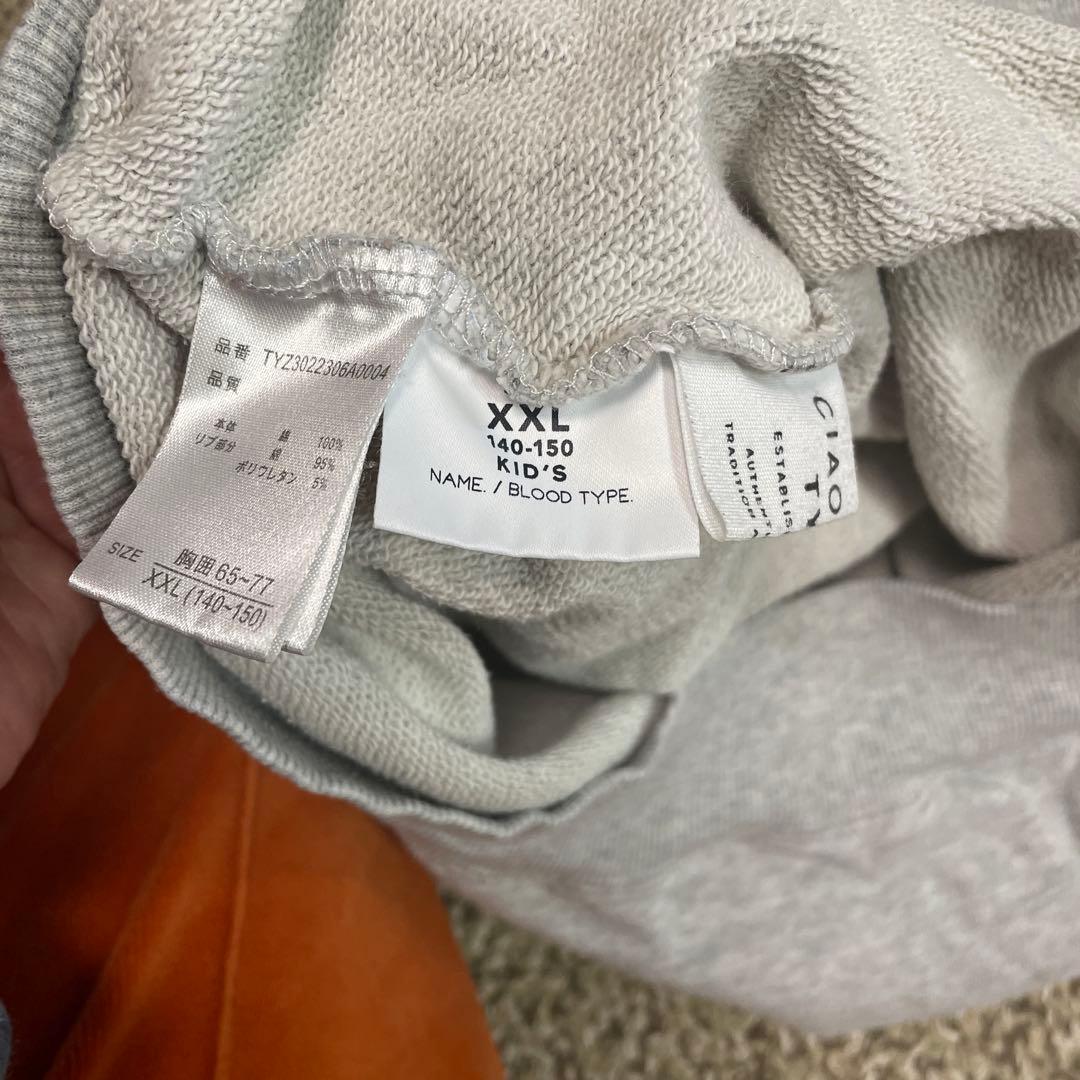 品番 TYZ3022306A0004
品質
本体 綿 100%
リブ部分 綿 95%
ポリウレタン 5%
SIZE 胸囲 65~77
XXL(140~150)
XXL
140-150
KID'S
NAME. / BLOOD TYPE.
CIAO
TY
ESTABLIS
AUTHENT
TRADITION